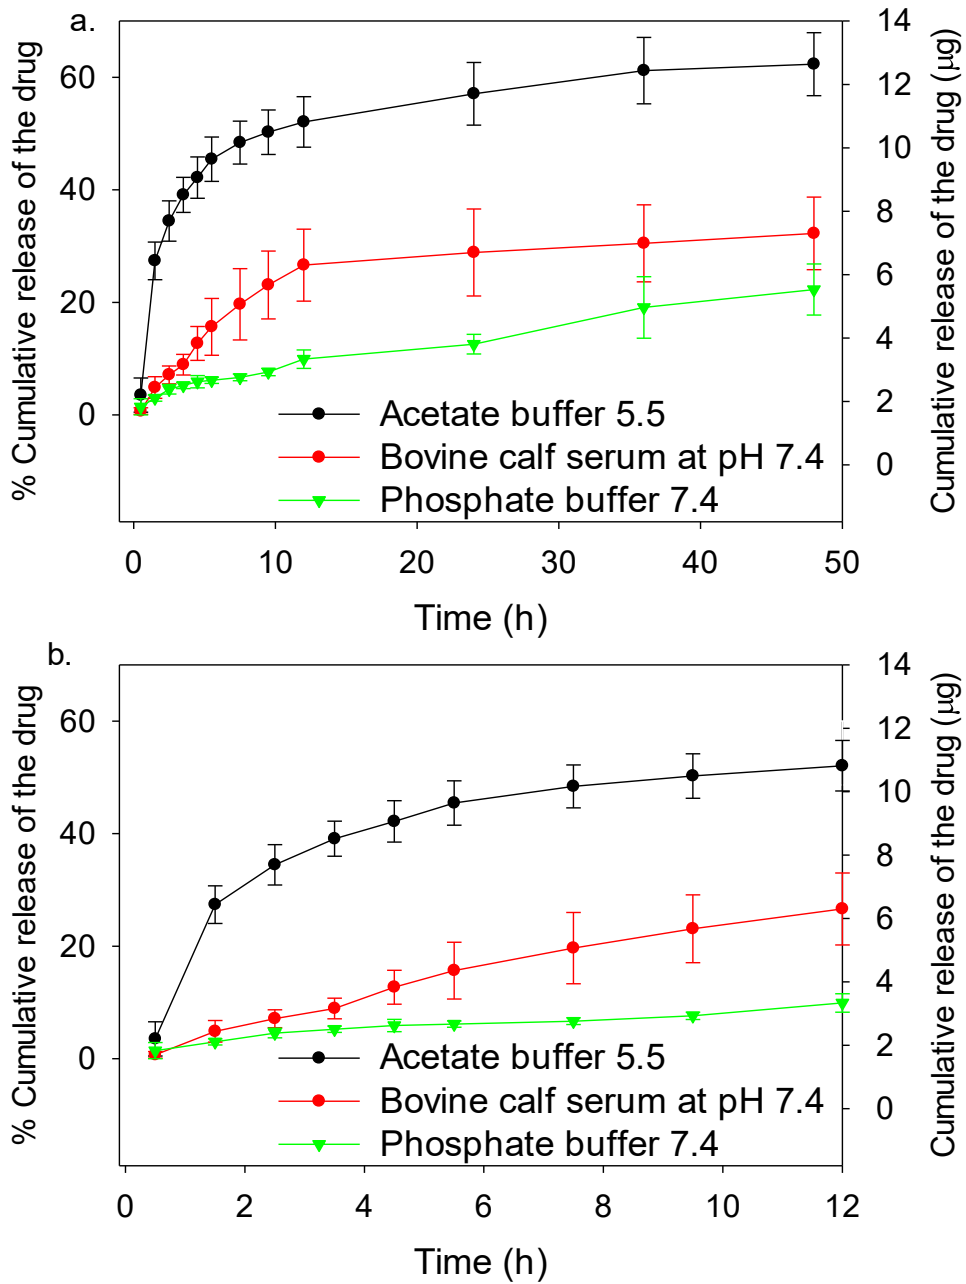 a.
% Cumulative release of the drug
60
40
20
0
14
12
10
8
6
4
2
0
Cumulative release of the drug (µg)
Acetate buffer 5.5
Bovine calf serum at pH 7.4
Phosphate buffer 7.4
0 10 20 30 40 50
Time (h)
b.
% Cumulative release of the drug
60
40
20
0
14
12
10
8
6
4
2
0
Cumulative release of the drug (µg)
Acetate buffer 5.5
Bovine calf serum at pH 7.4
Phosphate buffer 7.4
0 2 4 6 8 10 12
Time (h)